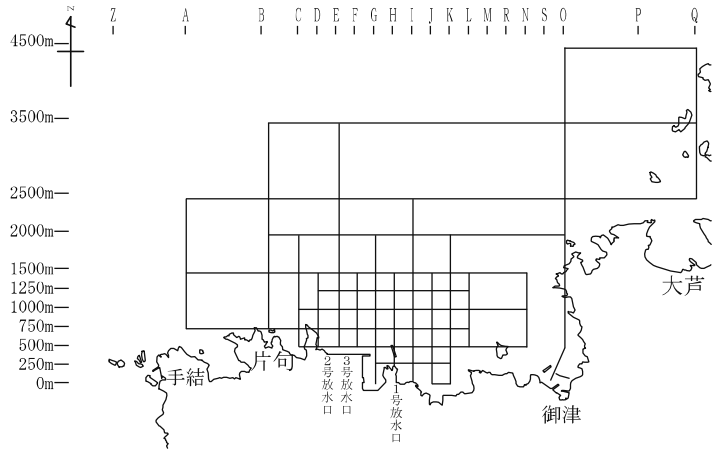 N
Z A B C D E F G H I J K L M R N S O P Q
4500m
3500m
2500m
2000m
1500m
1250m
1000m
750m
500m
250m
0m
大芦
片句
手結
御津
2号放水口
3号放水口
1号放水口